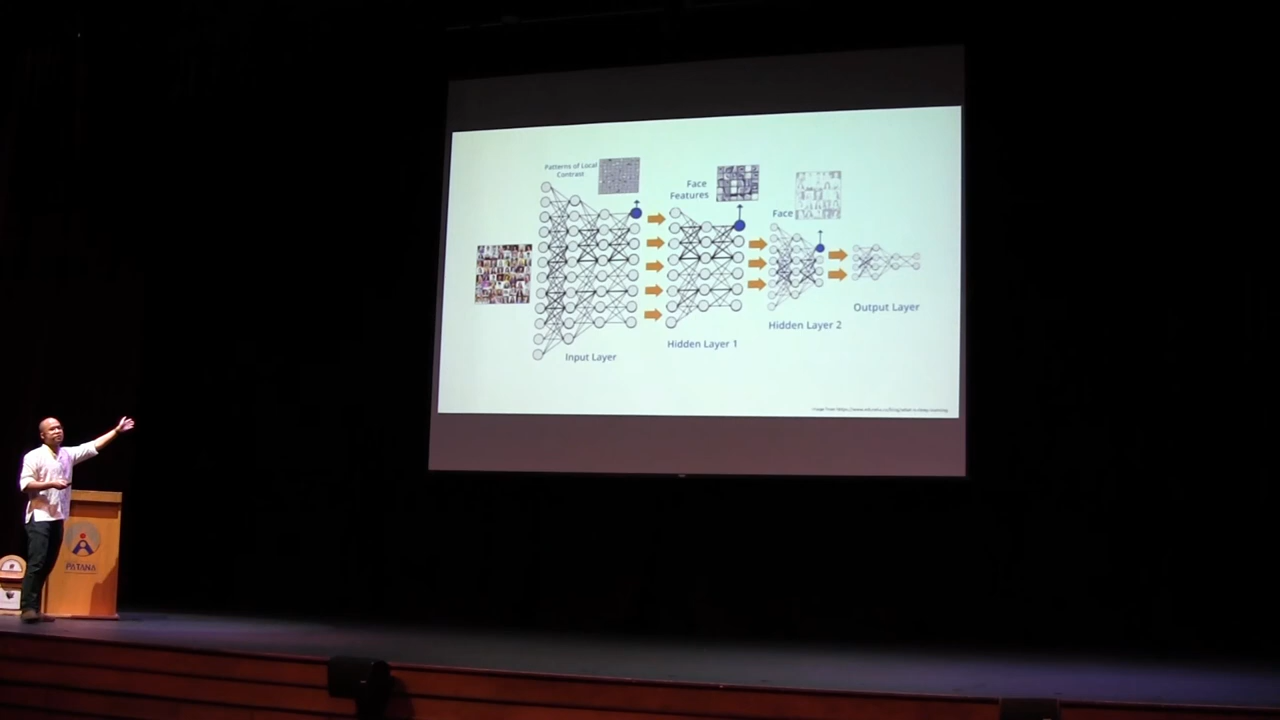 Patterns of Local
Contrast
Face
Features
Face
Input Layer
Hidden Layer 1
Hidden Layer 2
Output Layer
PATANA